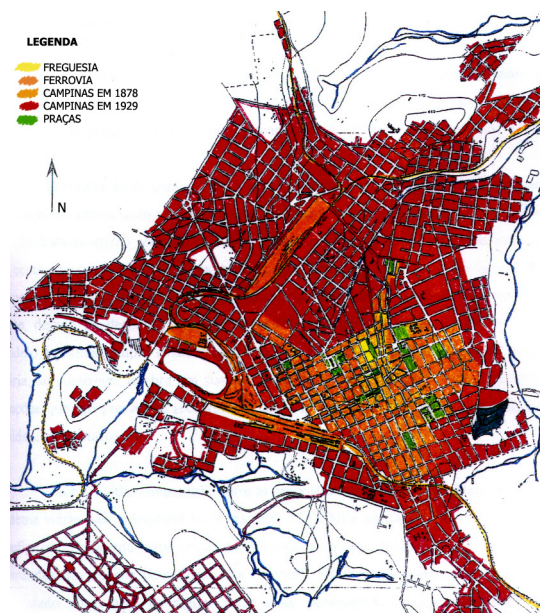 LEGENDA
FREGUESIA
FERROVIA
CAMPINAS EM 1878
CAMPINAS EM 1929
PRAÇAS
N